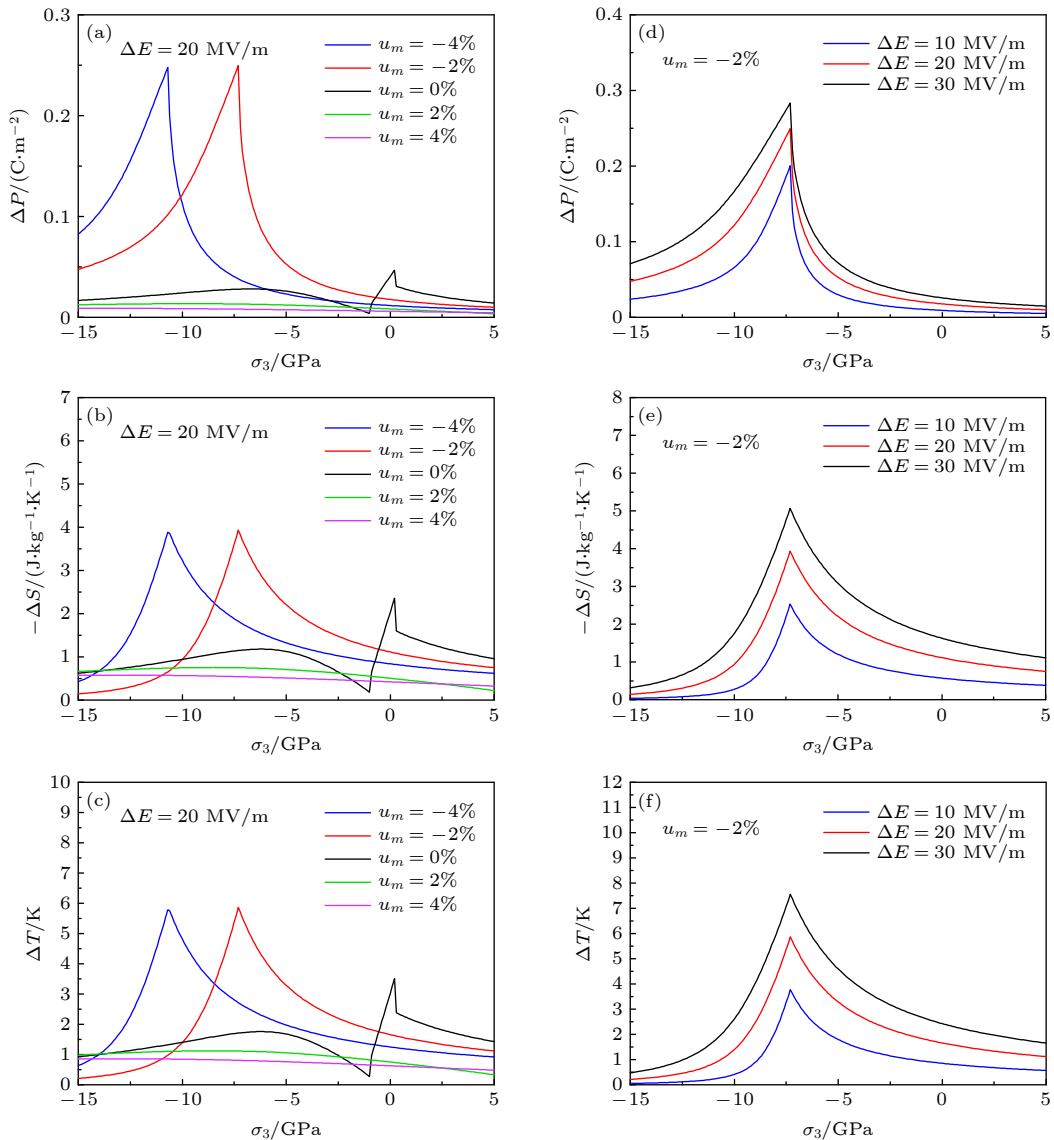 (a)
ΔE = 20 MV/m
u_m = −4%
u_m = −2%
u_m = 0%
u_m = 2%
u_m = 4%
0.3
0.2
0.1
0
ΔP/(C·m⁻²)
−15
−10
−5
0
5
σ₃/GPa
(d)
u_m = −2%
ΔE = 10 MV/m
ΔE = 20 MV/m
ΔE = 30 MV/m
0.4
0.3
0.2
0.1
0
ΔP/(C·m⁻²)
−15
−10
−5
0
5
σ₃/GPa
(b)
ΔE = 20 MV/m
u_m = −4%
u_m = −2%
u_m = 0%
u_m = 2%
u_m = 4%
7
6
5
4
3
2
1
0
−ΔS/(J·kg⁻¹·K⁻¹)
−15
−10
−5
0
5
σ₃/GPa
(e)
u_m = −2%
ΔE = 10 MV/m
ΔE = 20 MV/m
ΔE = 30 MV/m
8
7
6
5
4
3
2
1
0
−ΔS/(J·kg⁻¹·K⁻¹)
−15
−10
−5
0
5
σ₃/GPa
(c)
ΔE = 20 MV/m
u_m = −4%
u_m = −2%
u_m = 0%
u_m = 2%
u_m = 4%
10
9
8
7
6
5
4
3
2
1
0
ΔT/K
−15
−10
−5
0
5
σ₃/GPa
(f)
u_m = −2%
ΔE = 10 MV/m
ΔE = 20 MV/m
ΔE = 30 MV/m
12
11
10
9
8
7
6
5
4
3
2
1
0
ΔT/K
−15
−10
−5
0
5
σ₃/GPa